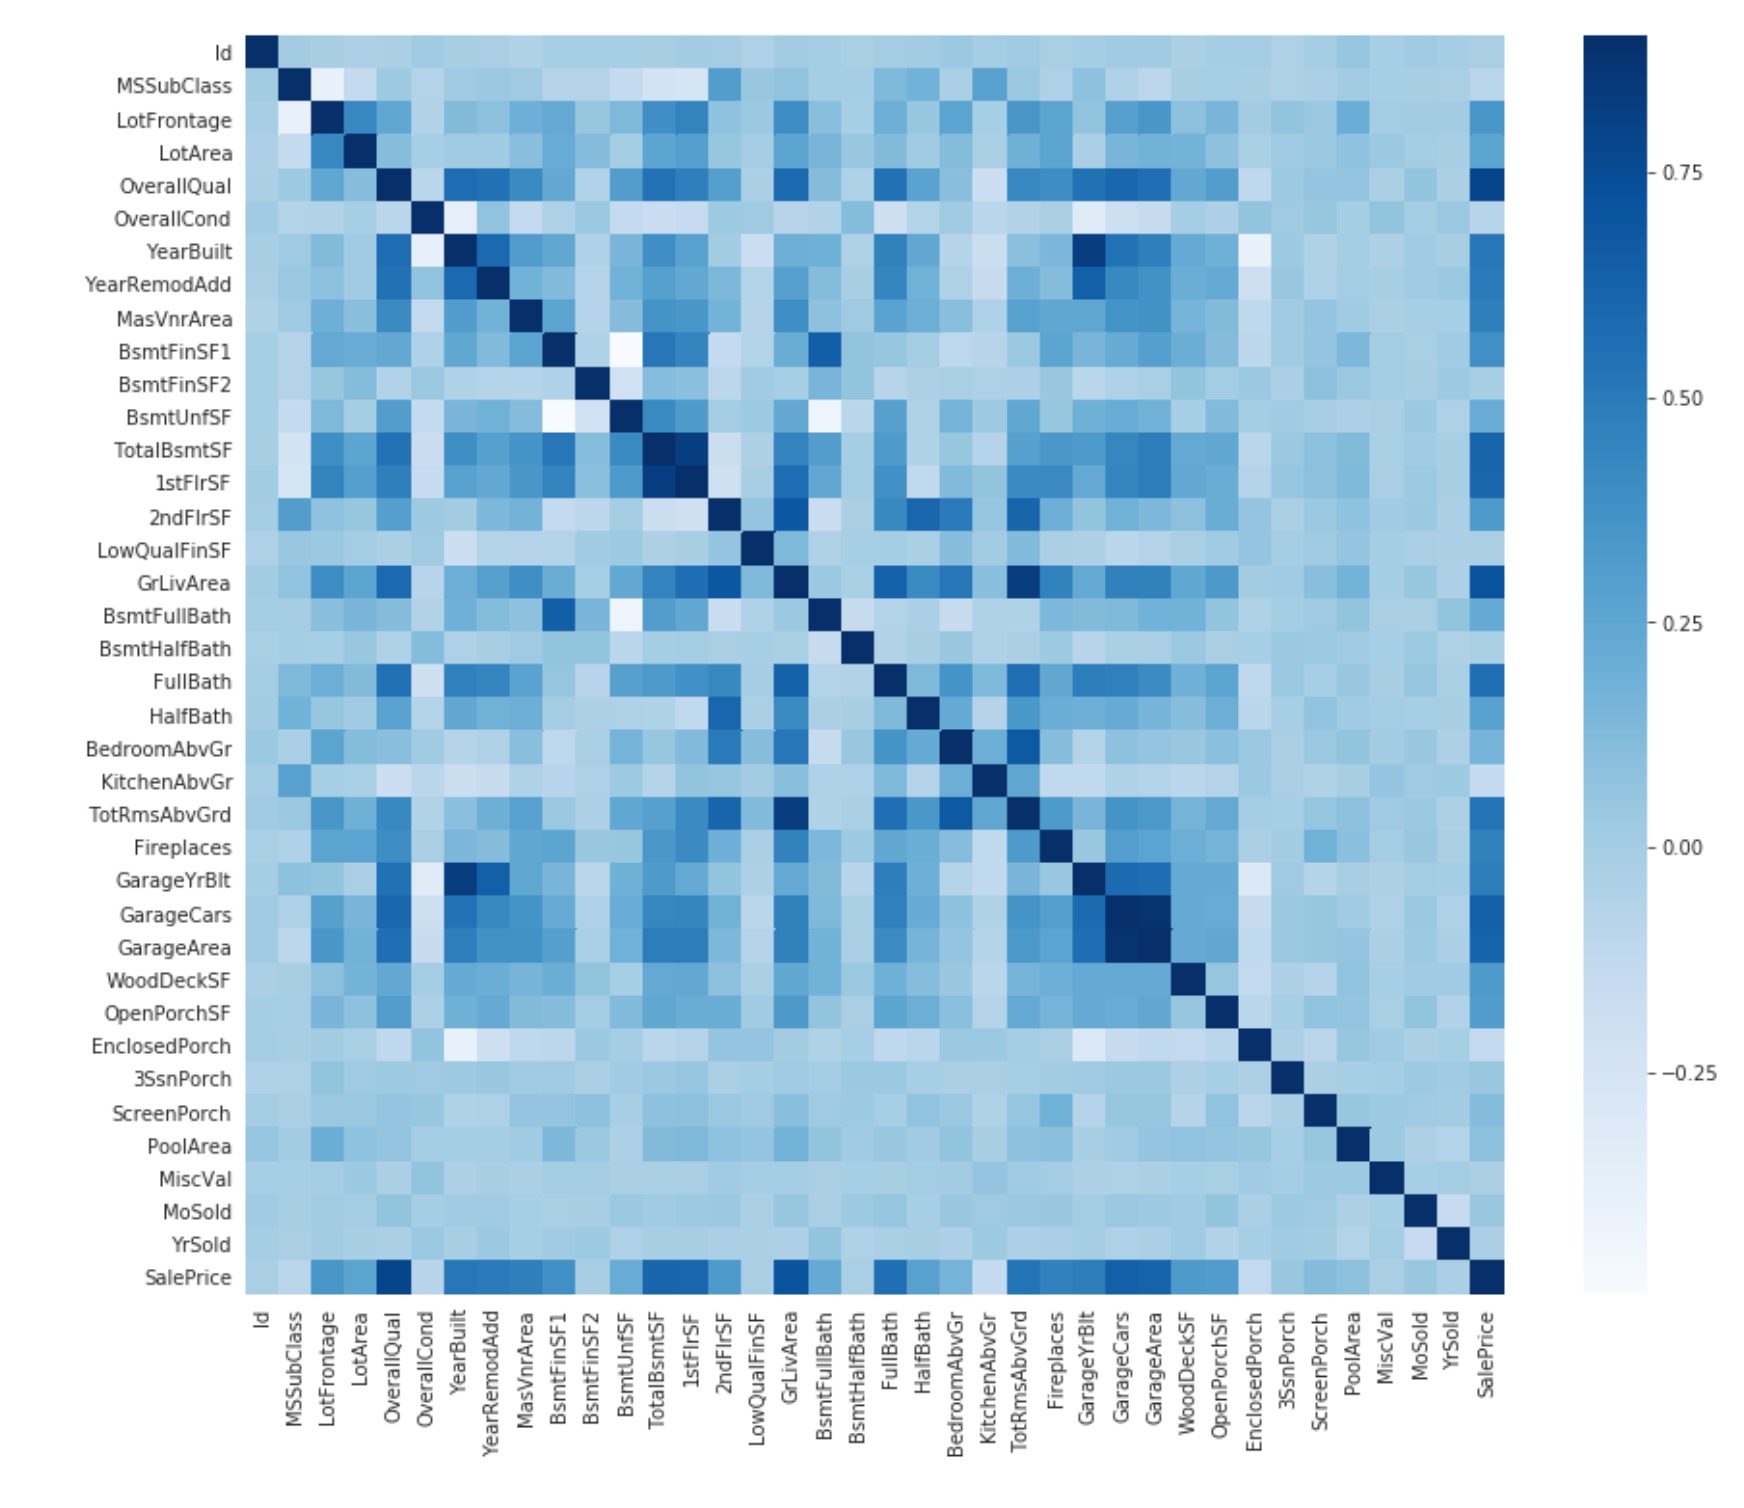 Id
MSSubClass
LotFrontage
LotArea
OverallQual
OverallCond
YearBuilt
YearRemodAdd
MasVnrArea
BsmtFinSF1
BsmtFinSF2
BsmtUnfSF
TotalBsmtSF
1stFlrSF
2ndFlrSF
LowQualFinSF
GrLivArea
BsmtFullBath
BsmtHalfBath
FullBath
HalfBath
BedroomAbvGr
KitchenAbvGr
TotRmsAbvGrd
Fireplaces
GarageYrBlt
GarageCars
GarageArea
WoodDeckSF
OpenPorchSF
EnclosedPorch
3SsnPorch
ScreenPorch
PoolArea
MiscVal
MoSold
YrSold
SalePrice
Id
MSSubClass
LotFrontage
LotArea
OverallQual
OverallCond
YearBuilt
YearRemodAdd
MasVnrArea
BsmtFinSF1
BsmtFinSF2
BsmtUnfSF
TotalBsmtSF
1stFlrSF
2ndFlrSF
LowQualFinSF
GrLivArea
BsmtFullBath
BsmtHalfBath
FullBath
HalfBath
BedroomAbvGr
KitchenAbvGr
TotRmsAbvGrd
Fireplaces
GarageYrBlt
GarageCars
GarageArea
WoodDeckSF
OpenPorchSF
EnclosedPorch
3SsnPorch
ScreenPorch
PoolArea
MiscVal
MoSold
YrSold
SalePrice
0.75
0.50
0.25
0.00
−0.25